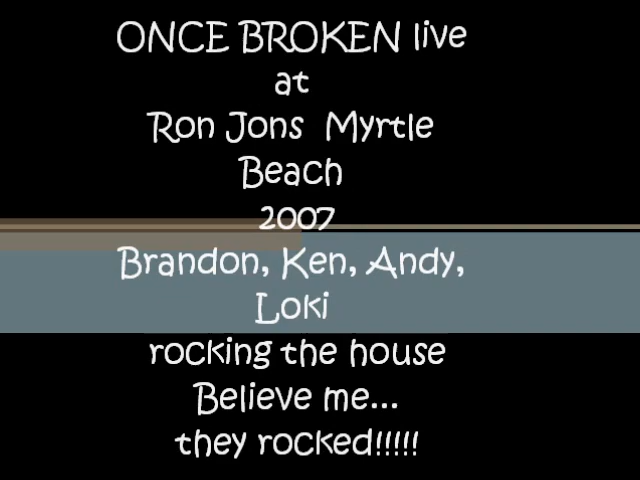 ONCE BROKEN live
at
Ron Jons Myrtle
Beach
2007
Brandon, Ken, Andy,
Loki
rocking the house
Believe me...
they rocked!!!!!